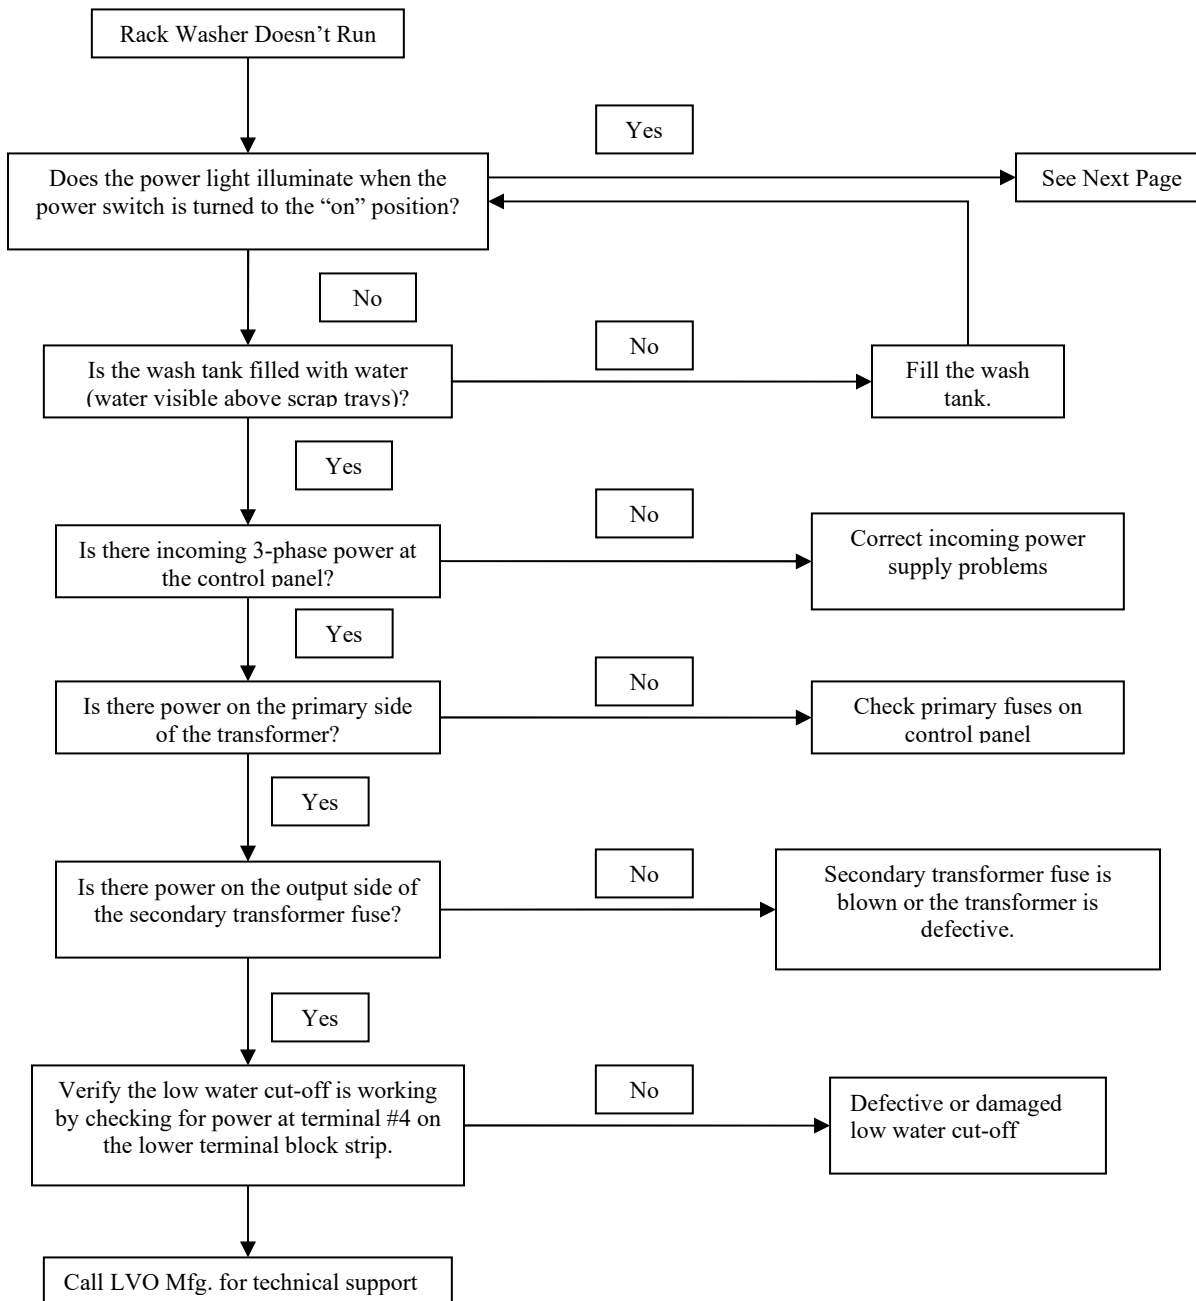 Rack Washer Doesn’t Run
Yes
Does the power light illuminate when the
power switch is turned to the “on” position?
See Next Page
No
No
Is the wash tank filled with water
(water visible above scrap trays)?
Fill the wash
tank.
Yes
No
Is there incoming 3-phase power at
the control panel?
Correct incoming power
supply problems
Yes
No
Is there power on the primary side
of the transformer?
Check primary fuses on
control panel
Yes
No
Is there power on the output side of
the secondary transformer fuse?
Secondary transformer fuse is
blown or the transformer is
defective.
Yes
No
Verify the low water cut-off is working
by checking for power at terminal #4 on
the lower terminal block strip.
Defective or damaged
low water cut-off
Call LVO Mfg. for technical support